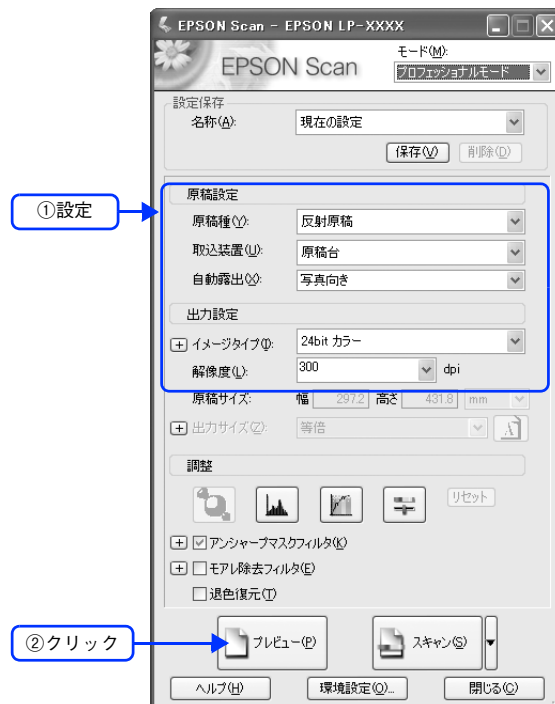 EPSON Scan - EPSON LP-XXXX
EPSON Scan
モード(M):
プロフェッショナルモード
設定保存
名称(A): 現在の設定
保存(V) 削除(D)
①設定
原稿設定
原稿種(Y): 反射原稿
取込装置(U): 原稿台
自動露出(X): 写真向き
出力設定
イメージタイプ(I): 24bit カラー
解像度(L): 300 dpi
原稿サイズ: 幅 297.2 高さ 431.8 mm
出力サイズ(Z): 等倍
調整
リセット
アンシャープマスクフィルタ(K)
モアレ除去フィルタ(E)
退色復元(T)
②クリック
プレビュー(P) スキャン(S)
ヘルプ(H) 環境設定(O)... 閉じる(C)